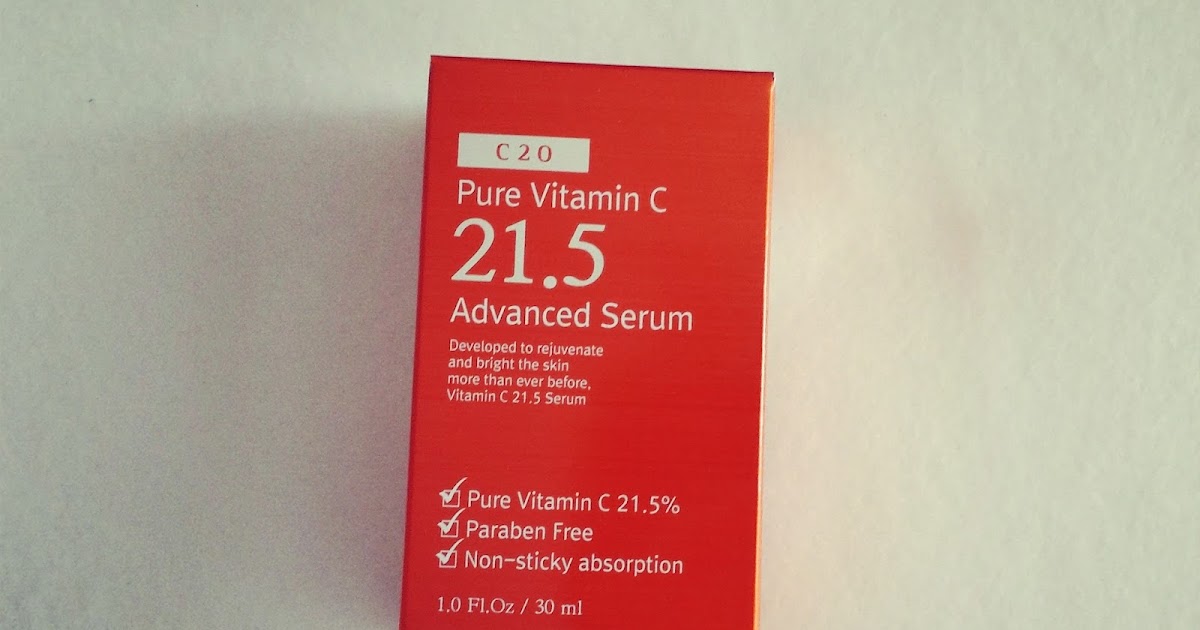 C20
Pure Vitamin C
21.5
Advanced Serum
Developed to rejuvenate
and bright the skin
more than ever before,
Vitamin C 21.5 Serum
Pure Vitamin C 21.5%
Paraben Free
Non-sticky absorption
1.0 Fl.Oz / 30 ml